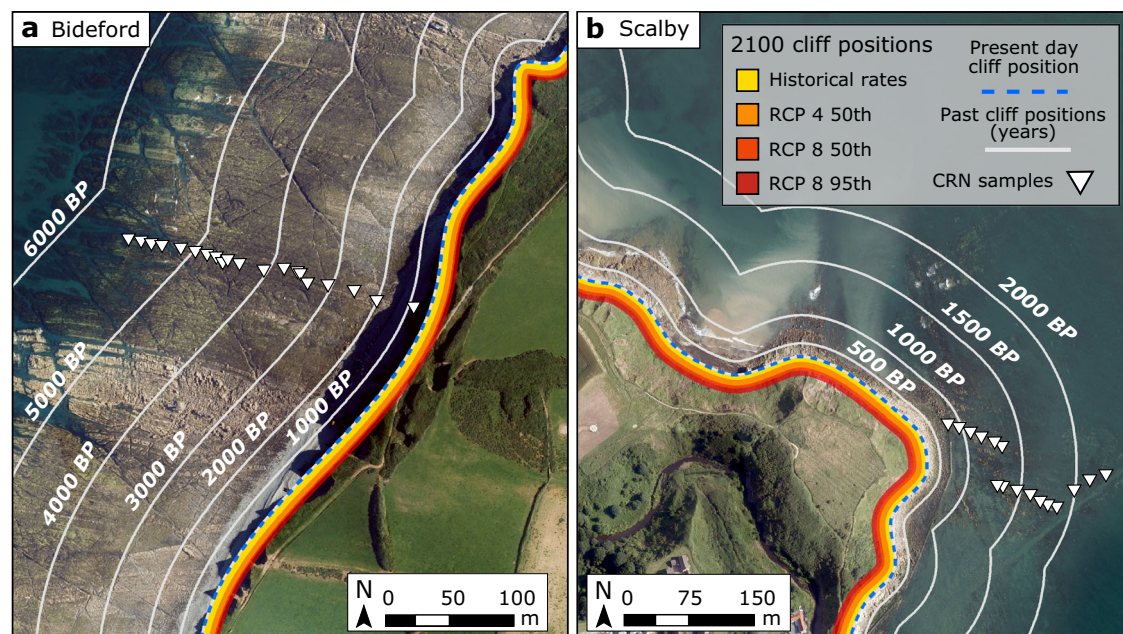 a Bideford
6000 BP
5000 BP
4000 BP
3000 BP
2000 BP
1000 BP
N
0 50 100
m
b Scalby
2100 cliff positions
Historical rates
RCP 4 50th
RCP 8 50th
RCP 8 95th
Present day
cliff position
Past cliff positions
(years)
CRN samples
2000 BP
1500 BP
1000 BP
500 BP
N
0 75 150
m